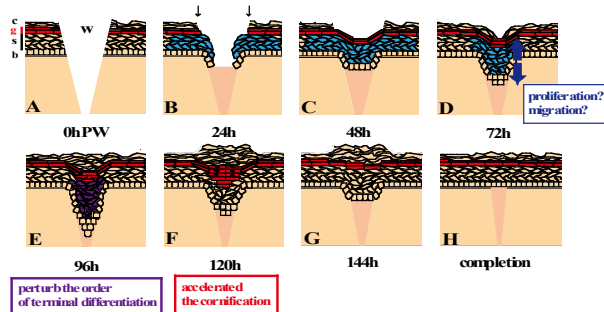 c
g
s
b
w
A
B
C
D
0h PW
24h
48h
72h
proliferation?
migration?
E
F
G
H
96h
120h
144h
completion
perturb the order
of terminal differentiation
accelerated
the cornification